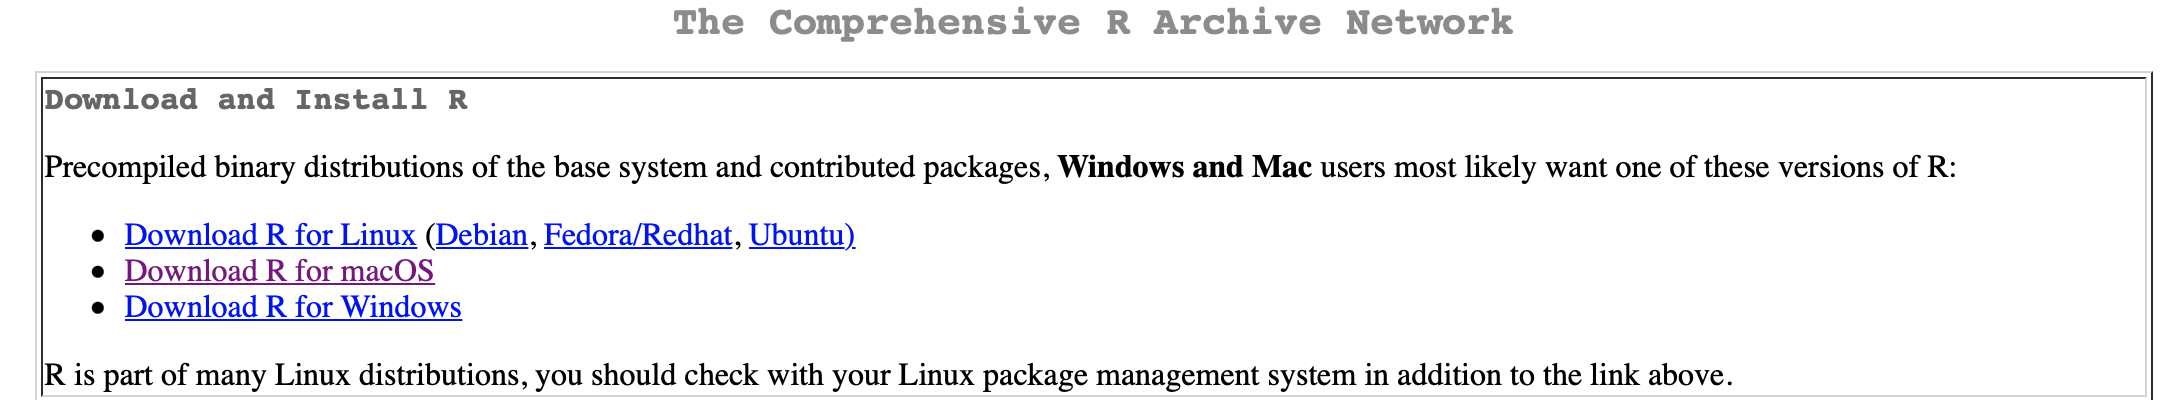 The Comprehensive R Archive Network
Download and Install R
Precompiled binary distributions of the base system and contributed packages, Windows and Mac users most likely want one of these versions of R:
• Download R for Linux (Debian, Fedora/Redhat, Ubuntu)
• Download R for macOS
• Download R for Windows
R is part of many Linux distributions, you should check with your Linux package management system in addition to the link above.